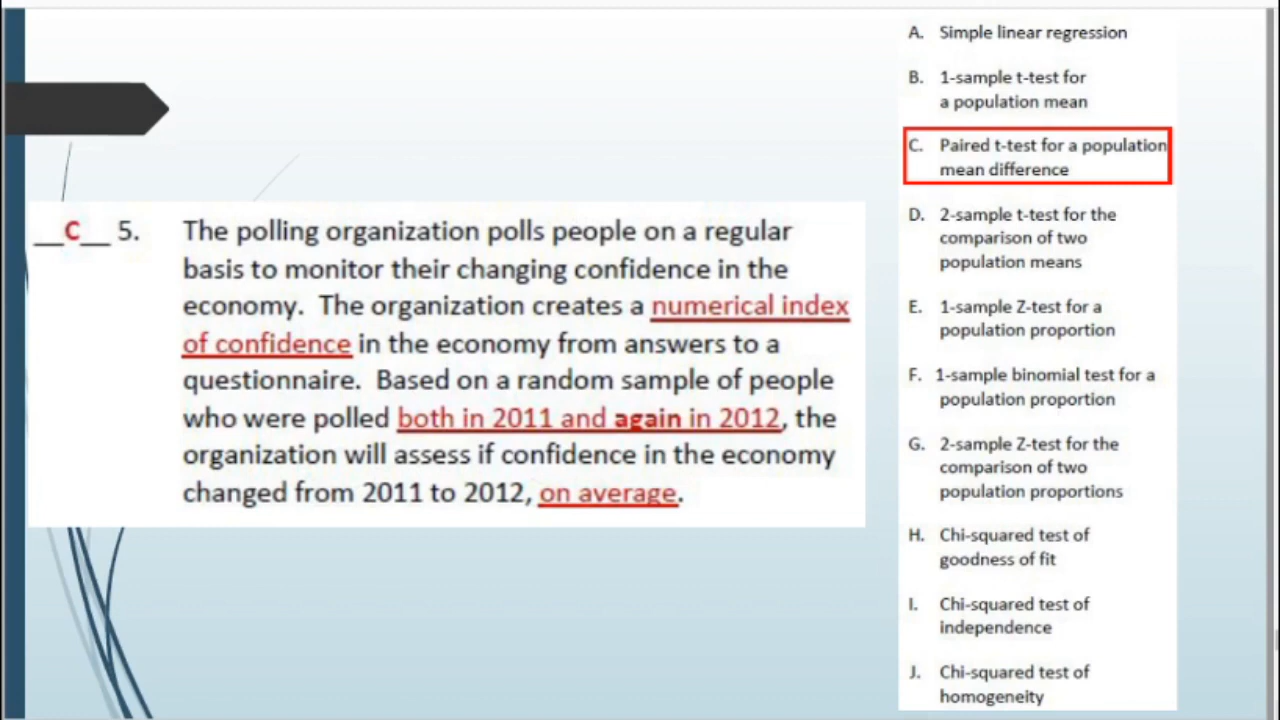 __C__ 5. The polling organization polls people on a regular
basis to monitor their changing confidence in the
economy. The organization creates a numerical index
of confidence in the economy from answers to a
questionnaire. Based on a random sample of people
who were polled both in 2011 and again in 2012, the
organization will assess if confidence in the economy
changed from 2011 to 2012, on average.
A. Simple linear regression
B. 1-sample t-test for
a population mean
C. Paired t-test for a population
mean difference
D. 2-sample t-test for the
comparison of two
population means
E. 1-sample Z-test for a
population proportion
F. 1-sample binomial test for a
population proportion
G. 2-sample Z-test for the
comparison of two
population proportions
H. Chi-squared test of
goodness of fit
I. Chi-squared test of
independence
J. Chi-squared test of
homogeneity